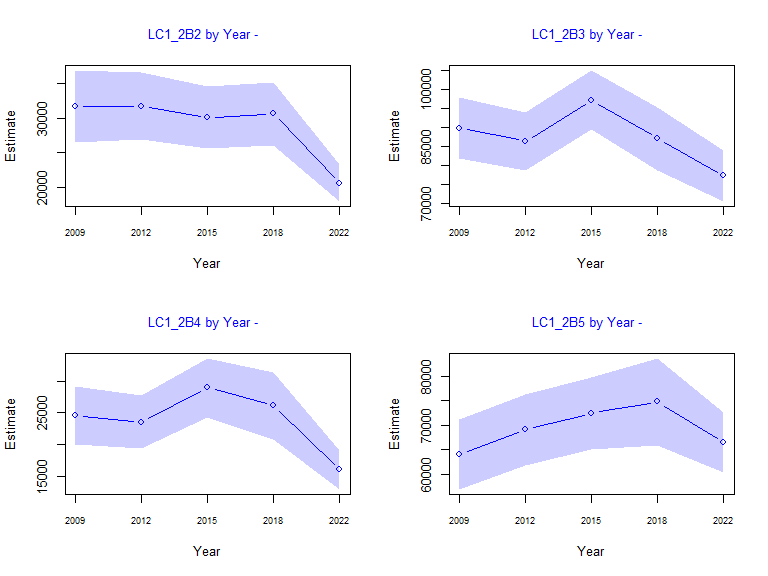 LC1_2B2 by Year -
Estimate
30000
20000
2009 2012 2015 2018 2022
Year
LC1_2B3 by Year -
Estimate
100000
85000
70000
2009 2012 2015 2018 2022
Year
LC1_2B4 by Year -
Estimate
25000
15000
2009 2012 2015 2018 2022
Year
LC1_2B5 by Year -
Estimate
80000
70000
60000
2009 2012 2015 2018 2022
Year